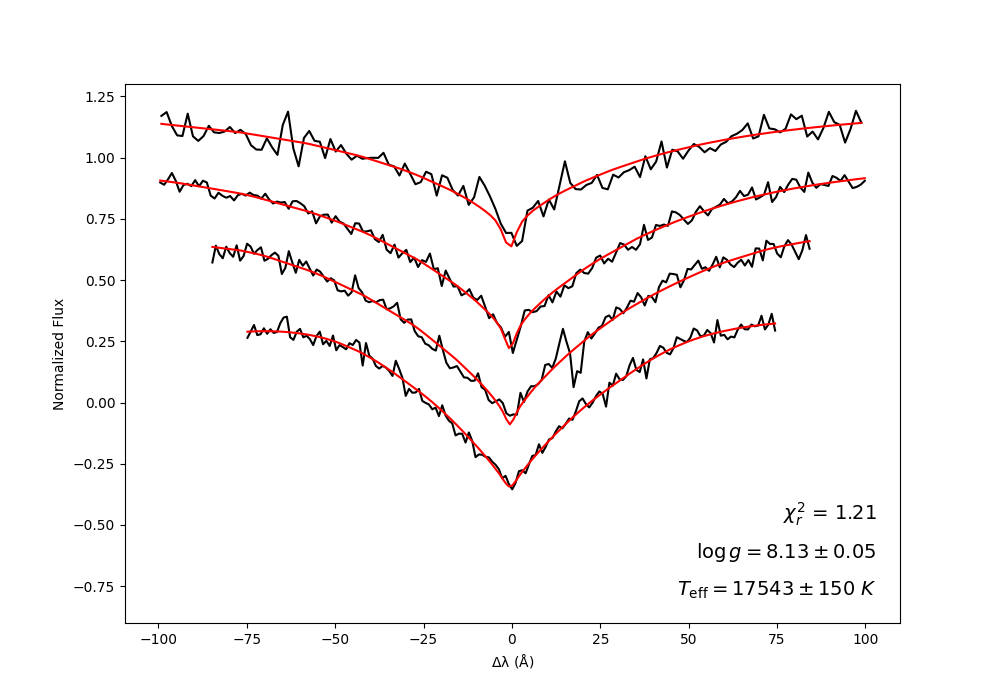 1.25
1.00
0.75
0.50
0.25
0.00
−0.25
−0.50
−0.75
Normalized Flux
χ²ᵣ = 1.21
log g = 8.13 ± 0.05
T_eff = 17543 ± 150 K
−100 −75 −50 −25 0 25 50 75 100
Δλ (Å)